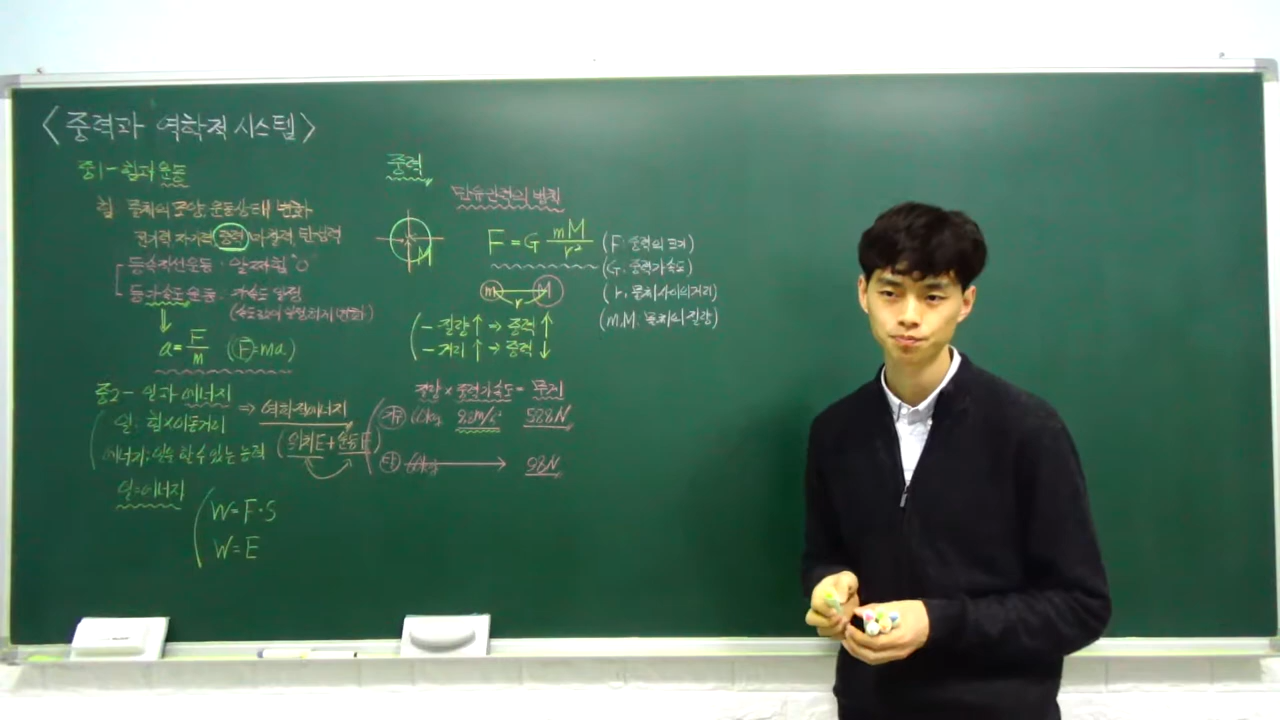 <중력과 역학적 시스템>
중1 - 힘과 운동
힘 물체의 모양, 운동상태 변화
전기력 자기력 중력 마찰력 탄성력
등속직선운동 · 알짜힘 0
등가속도운동 · 가속도 일정
(속도값이 일정하게 변화)
a = F/m (F=ma)
중2 - 일과 에너지
일: 힘×이동거리
에너지: 일을 할 수 있는 능력
⇒ 역학적에너지
(위치E + 운동E)
일=에너지
W=F·S
W=E
중력
M
만유인력의 법칙
F = G mM/r²
(F: 중력의 크기)
(G: 중력가속도)
(r: 물체사이의거리)
(m.M: 물체의 질량)
m M
r
- 질량↑ → 중력↑
- 거리↑ → 중력↓
질량 × 중력가속도 = 무게
60kg 9.8m/s² 588N
60kg → 98N